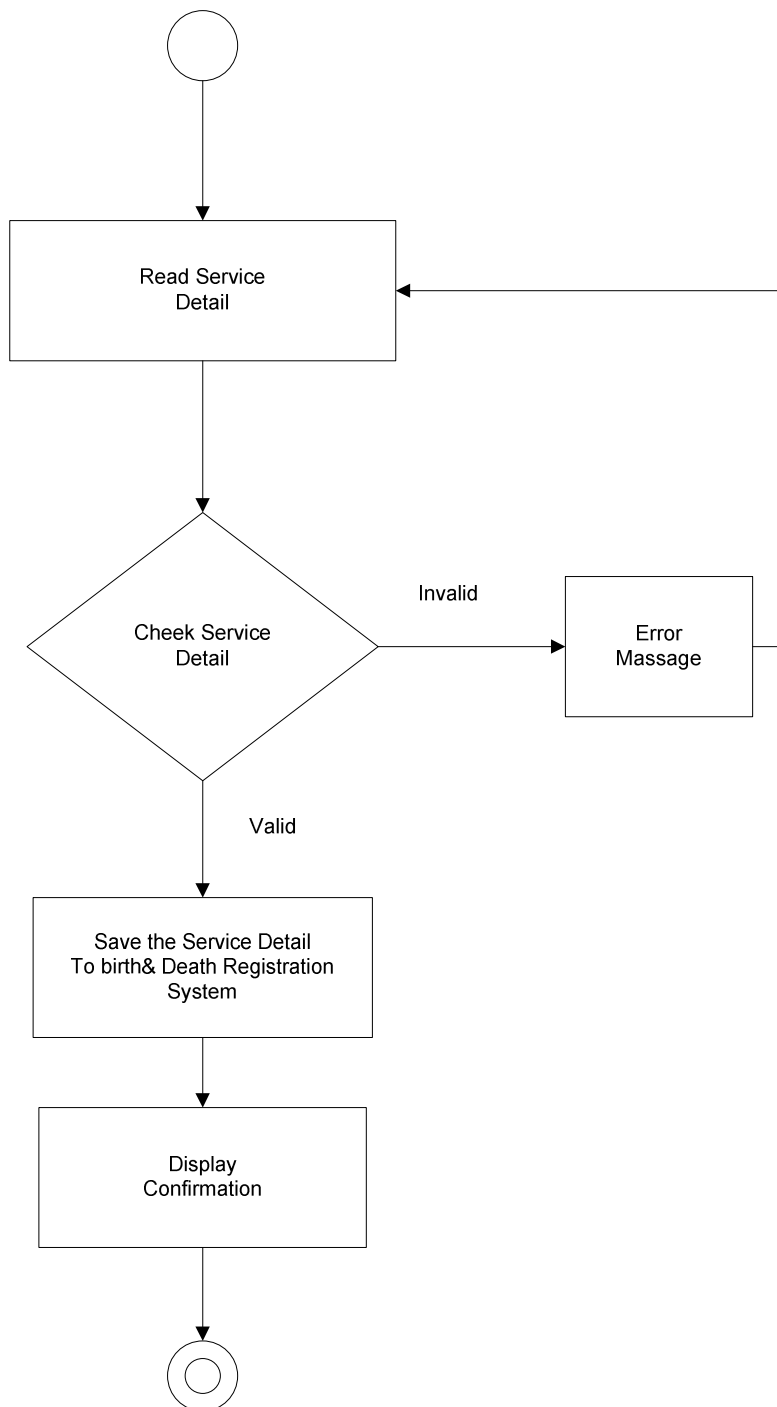 Read Service
Detail
Cheek Service
Detail
Invalid
Error
Massage
Valid
Save the Service Detail
To birth& Death Registration
System
Display
Confirmation